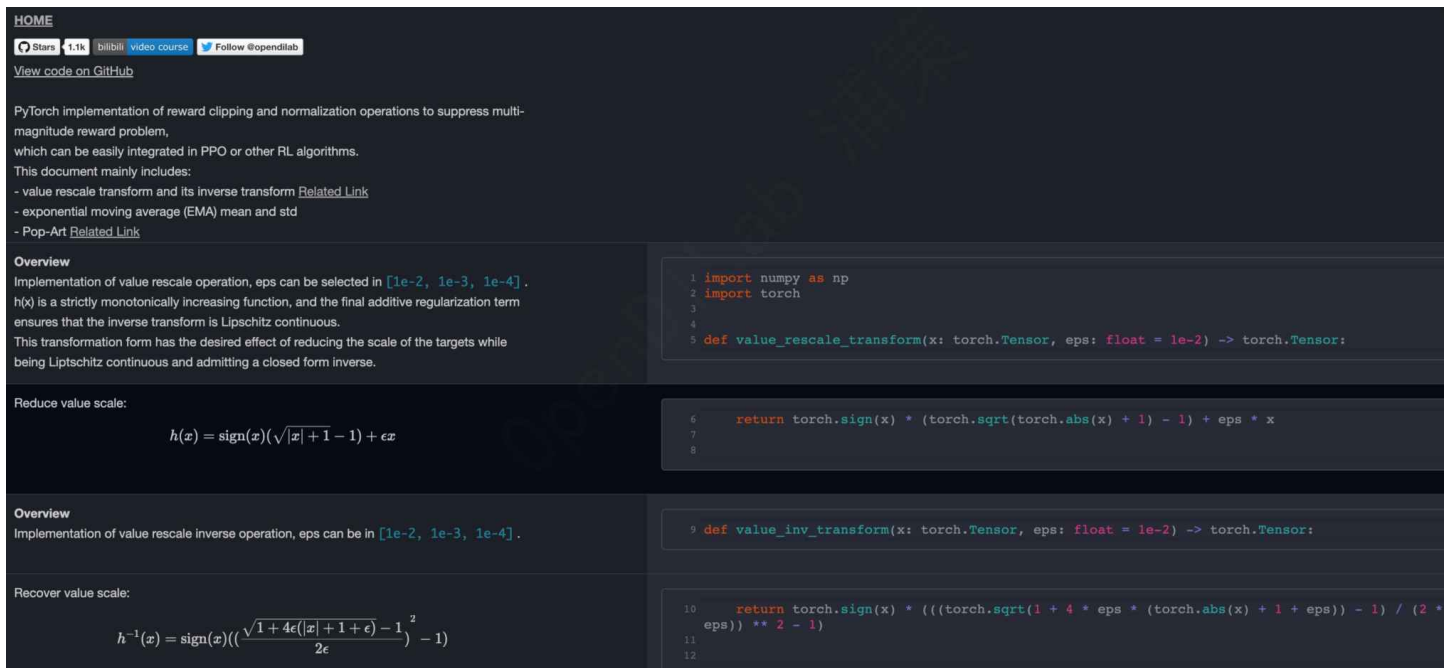 HOME
Stars 1.1k bilibili video course Follow @opendilab
View code on GitHub
PyTorch implementation of reward clipping and normalization operations to suppress multi-
magnitude reward problem,
which can be easily integrated in PPO or other RL algorithms.
This document mainly includes:
- value rescale transform and its inverse transform Related Link
- exponential moving average (EMA) mean and std
- Pop-Art Related Link
Overview
Implementation of value rescale operation, eps can be selected in [1e-2, 1e-3, 1e-4] .
h(x) is a strictly monotonically increasing function, and the final additive regularization term
ensures that the inverse transform is Lipschitz continuous.
This transformation form has the desired effect of reducing the scale of the targets while
being Liptschitz continuous and admitting a closed form inverse.
1 import numpy as np
2 import torch
3
4
5 def value_rescale_transform(x: torch.Tensor, eps: float = 1e-2) -> torch.Tensor:
Reduce value scale:
h(x) = sign(x)(√|x| + 1 − 1) + ϵx
6 return torch.sign(x) * (torch.sqrt(torch.abs(x) + 1) - 1) + eps * x
7
8
Overview
Implementation of value rescale inverse operation, eps can be in [1e-2, 1e-3, 1e-4] .
9 def value_inv_transform(x: torch.Tensor, eps: float = 1e-2) -> torch.Tensor:
Recover value scale:
h⁻¹(x) = sign(x)((√1 + 4ϵ(|x| + 1 + ϵ) − 1 / 2ϵ)² − 1)
10 return torch.sign(x) * (((torch.sqrt(1 + 4 * eps * (torch.abs(x) + 1 + eps)) - 1) / (2 *
eps)) ** 2 - 1)
11
12
OpenDILab 浦策